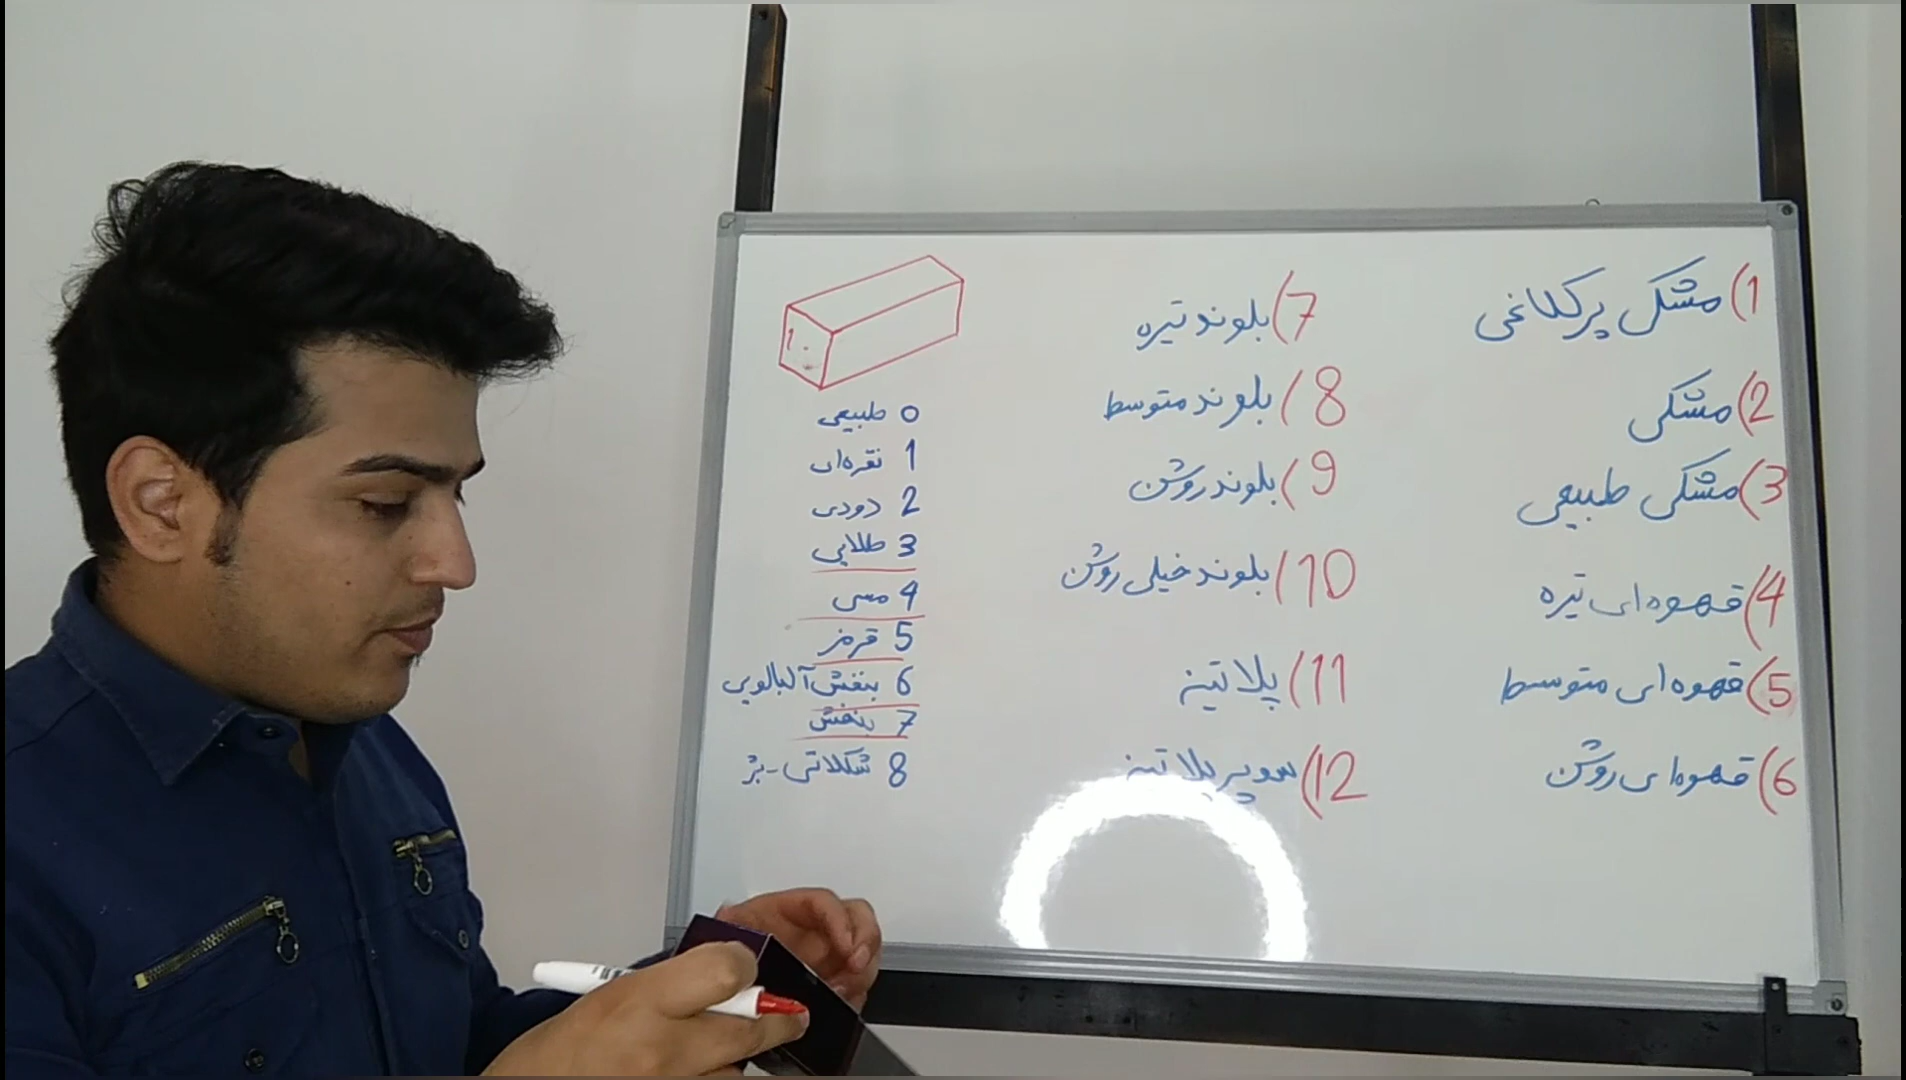 1) مشکی پرکلاغی
2) مشکی
3) مشکی طبیعی
4) قهوه ای تیره
5) قهوه ای متوسط
6) قهوه ای روشن
7) بلوند تیره
8) بلوند متوسط
9) بلوند روشن
10) بلوند خیلی روشن
11) پلاتینه
12) سوپر پلاتینه
1.
0 طبیعی
1 نقره ای
2 دودی
3 طلایی
4 مسی
5 قرمز
6 بنفش آلبالویی
7 بنفش
8 شکلاتی - بژ